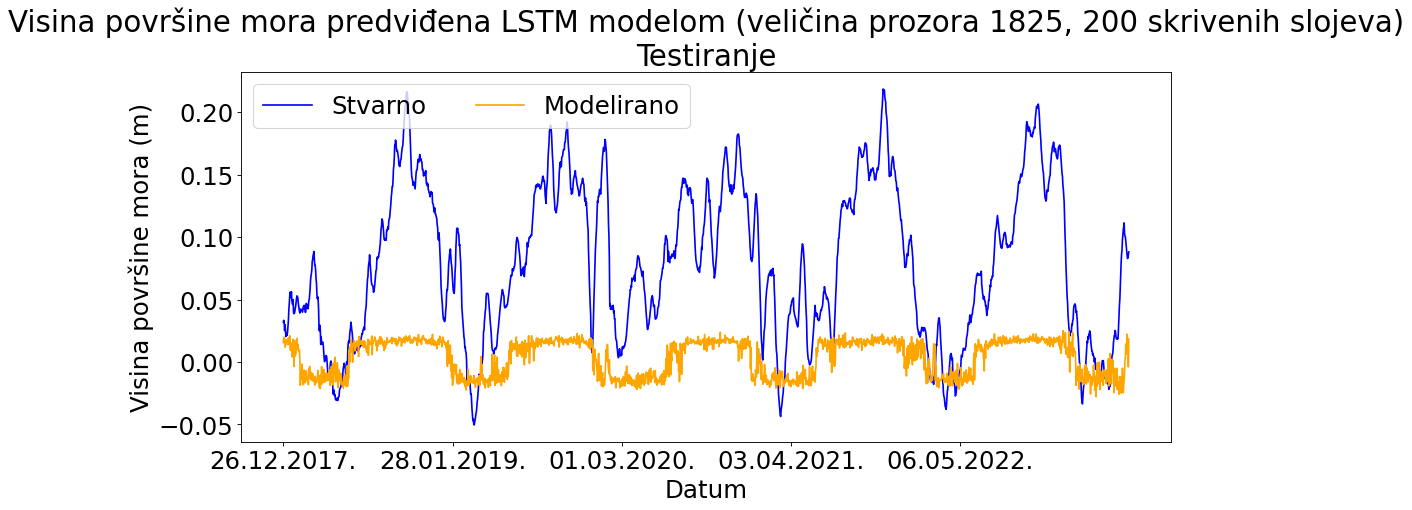 Visina površine mora predviđena LSTM modelom (veličina prozora 1825, 200 skrivenih slojeva)
Testiranje
Stvarno Modelirano
Visina površine mora (m)
0.20
0.15
0.10
0.05
0.00
−0.05
26.12.2017. 28.01.2019. 01.03.2020. 03.04.2021. 06.05.2022.
Datum